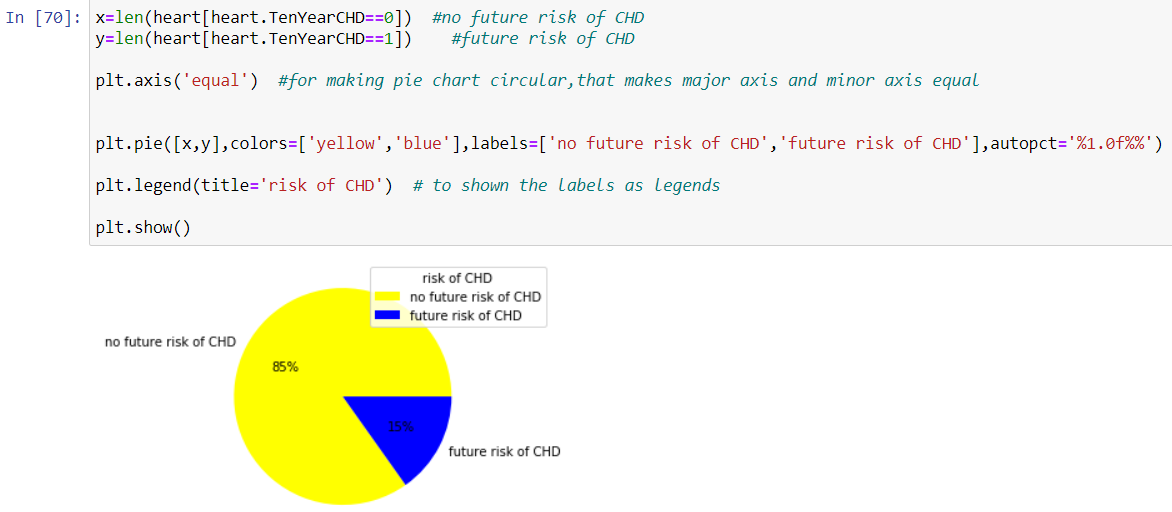 In [70]: x=len(heart[heart.TenYearCHD==0])  #no future risk of CHD
y=len(heart[heart.TenYearCHD==1])    #future risk of CHD
plt.axis('equal')  #for making pie chart circular,that makes major axis and minor axis equal
plt.pie([x,y],colors=['yellow','blue'],labels=['no future risk of CHD','future risk of CHD'],autopct='%1.0f%%')
plt.legend(title='risk of CHD')  # to shown the labels as legends
plt.show()
risk of CHD
no future risk of CHD
future risk of CHD
no future risk of CHD
85%
15%
future risk of CHD